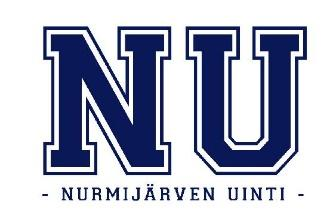 NU
- NURMIJÄRVEN UINTI -